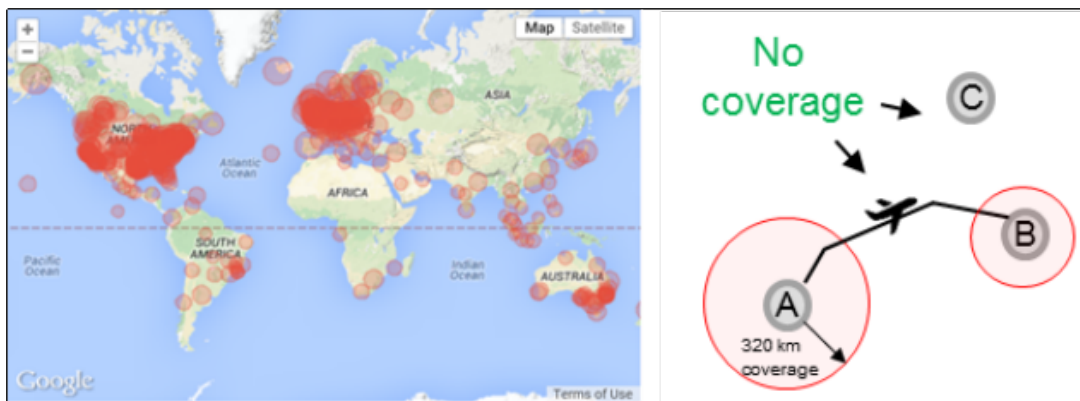 +
−
Map
Satellite
ASIA
NORTH
AMERICA
Atlantic
Ocean
AFRICA
SOUTH
AMERICA
Pacific
Ocean
Indian
Ocean
AUSTRALIA
Google
Terms of Use
No
coverage
C
B
A
320 km
coverage